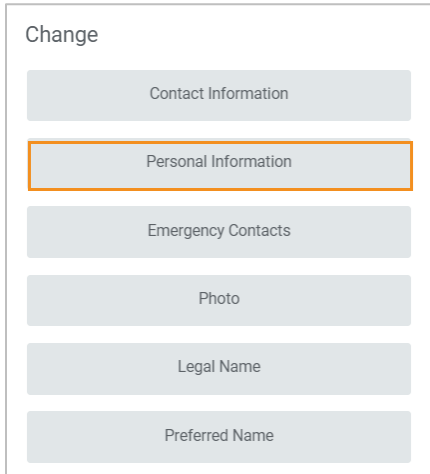 Change
Contact Information
Personal Information
Emergency Contacts
Photo
Legal Name
Preferred Name